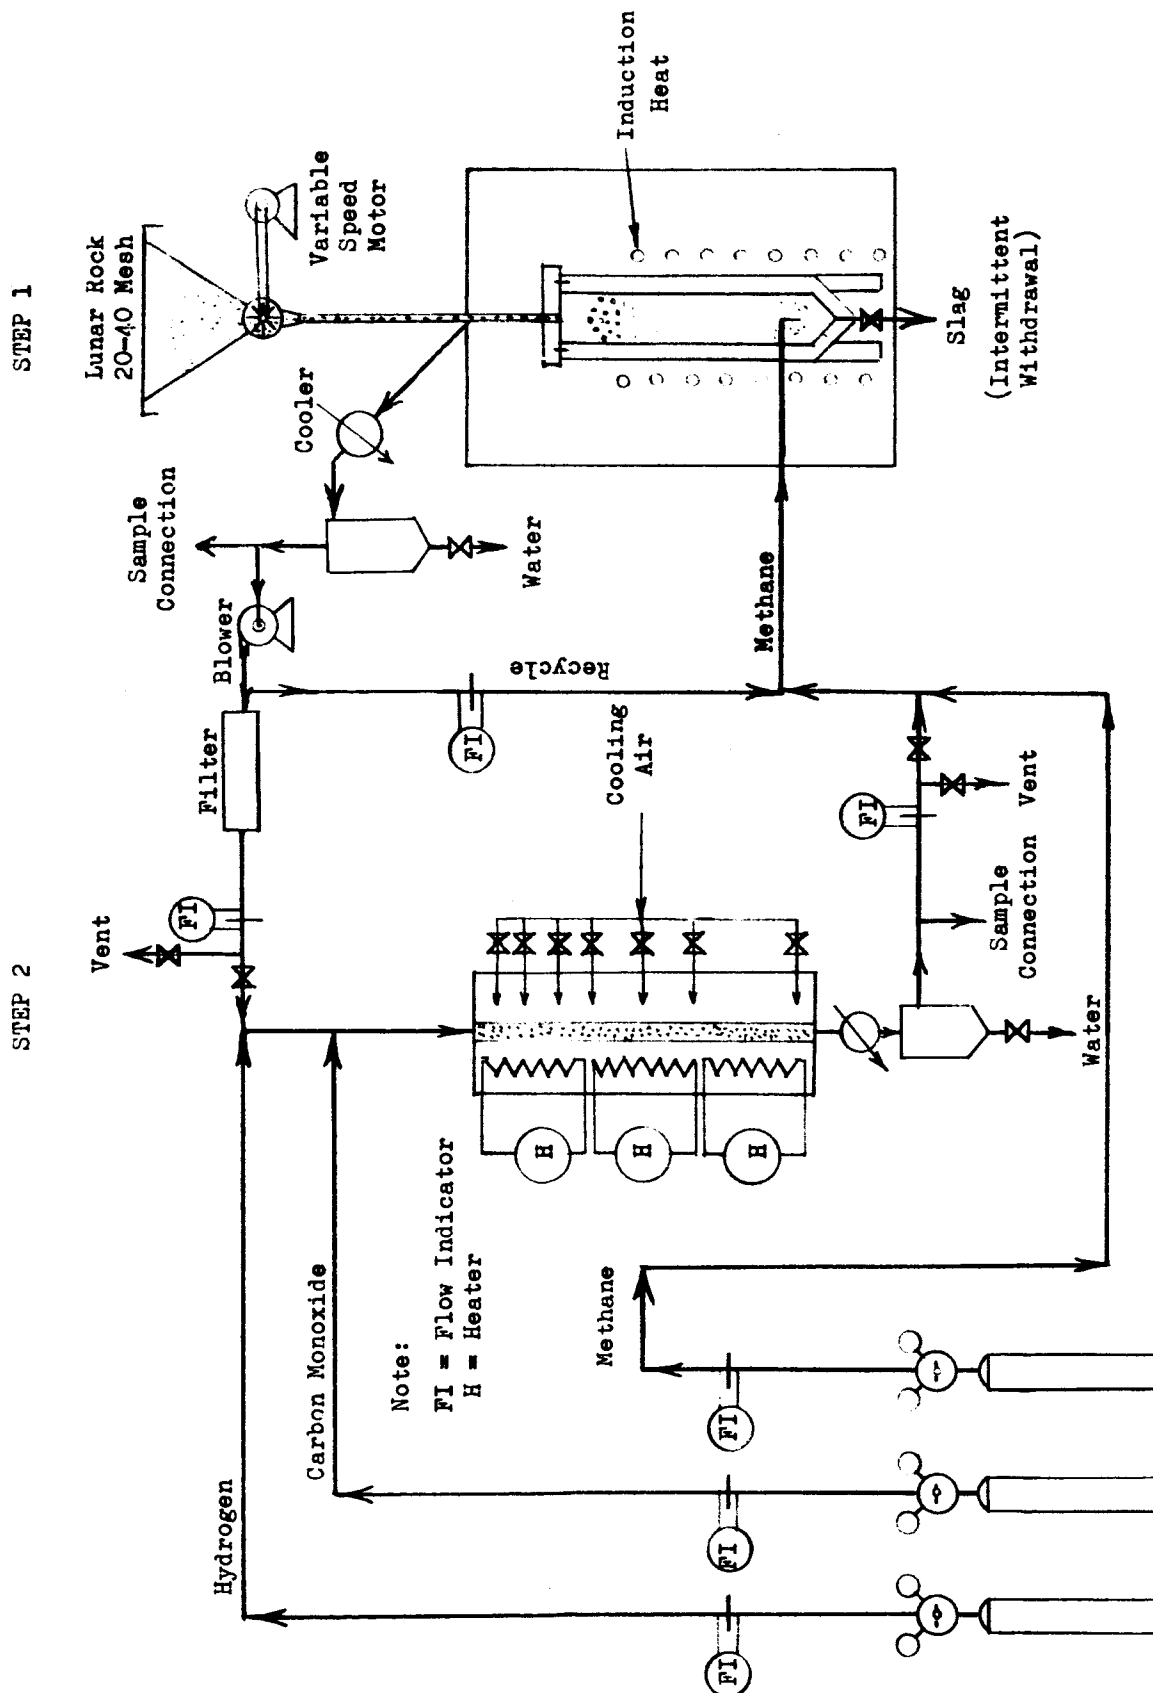 STEP 2
STEP 1
Hydrogen
Carbon Monoxide
Note:
FI = Flow Indicator
H = Heater
Methane
FI
FI
FI
Vent
FI
Filter
Blower
Sample
Connection
Cooler
Water
Lunar Rock
20-40 Mesh
Variable
Speed
Motor
Induction
Heat
Slag
(Intermittent
Withdrawal)
Recycle
FI
Methane
Cooling
Air
H
H
H
FI
Vent
Sample
Connection
Water